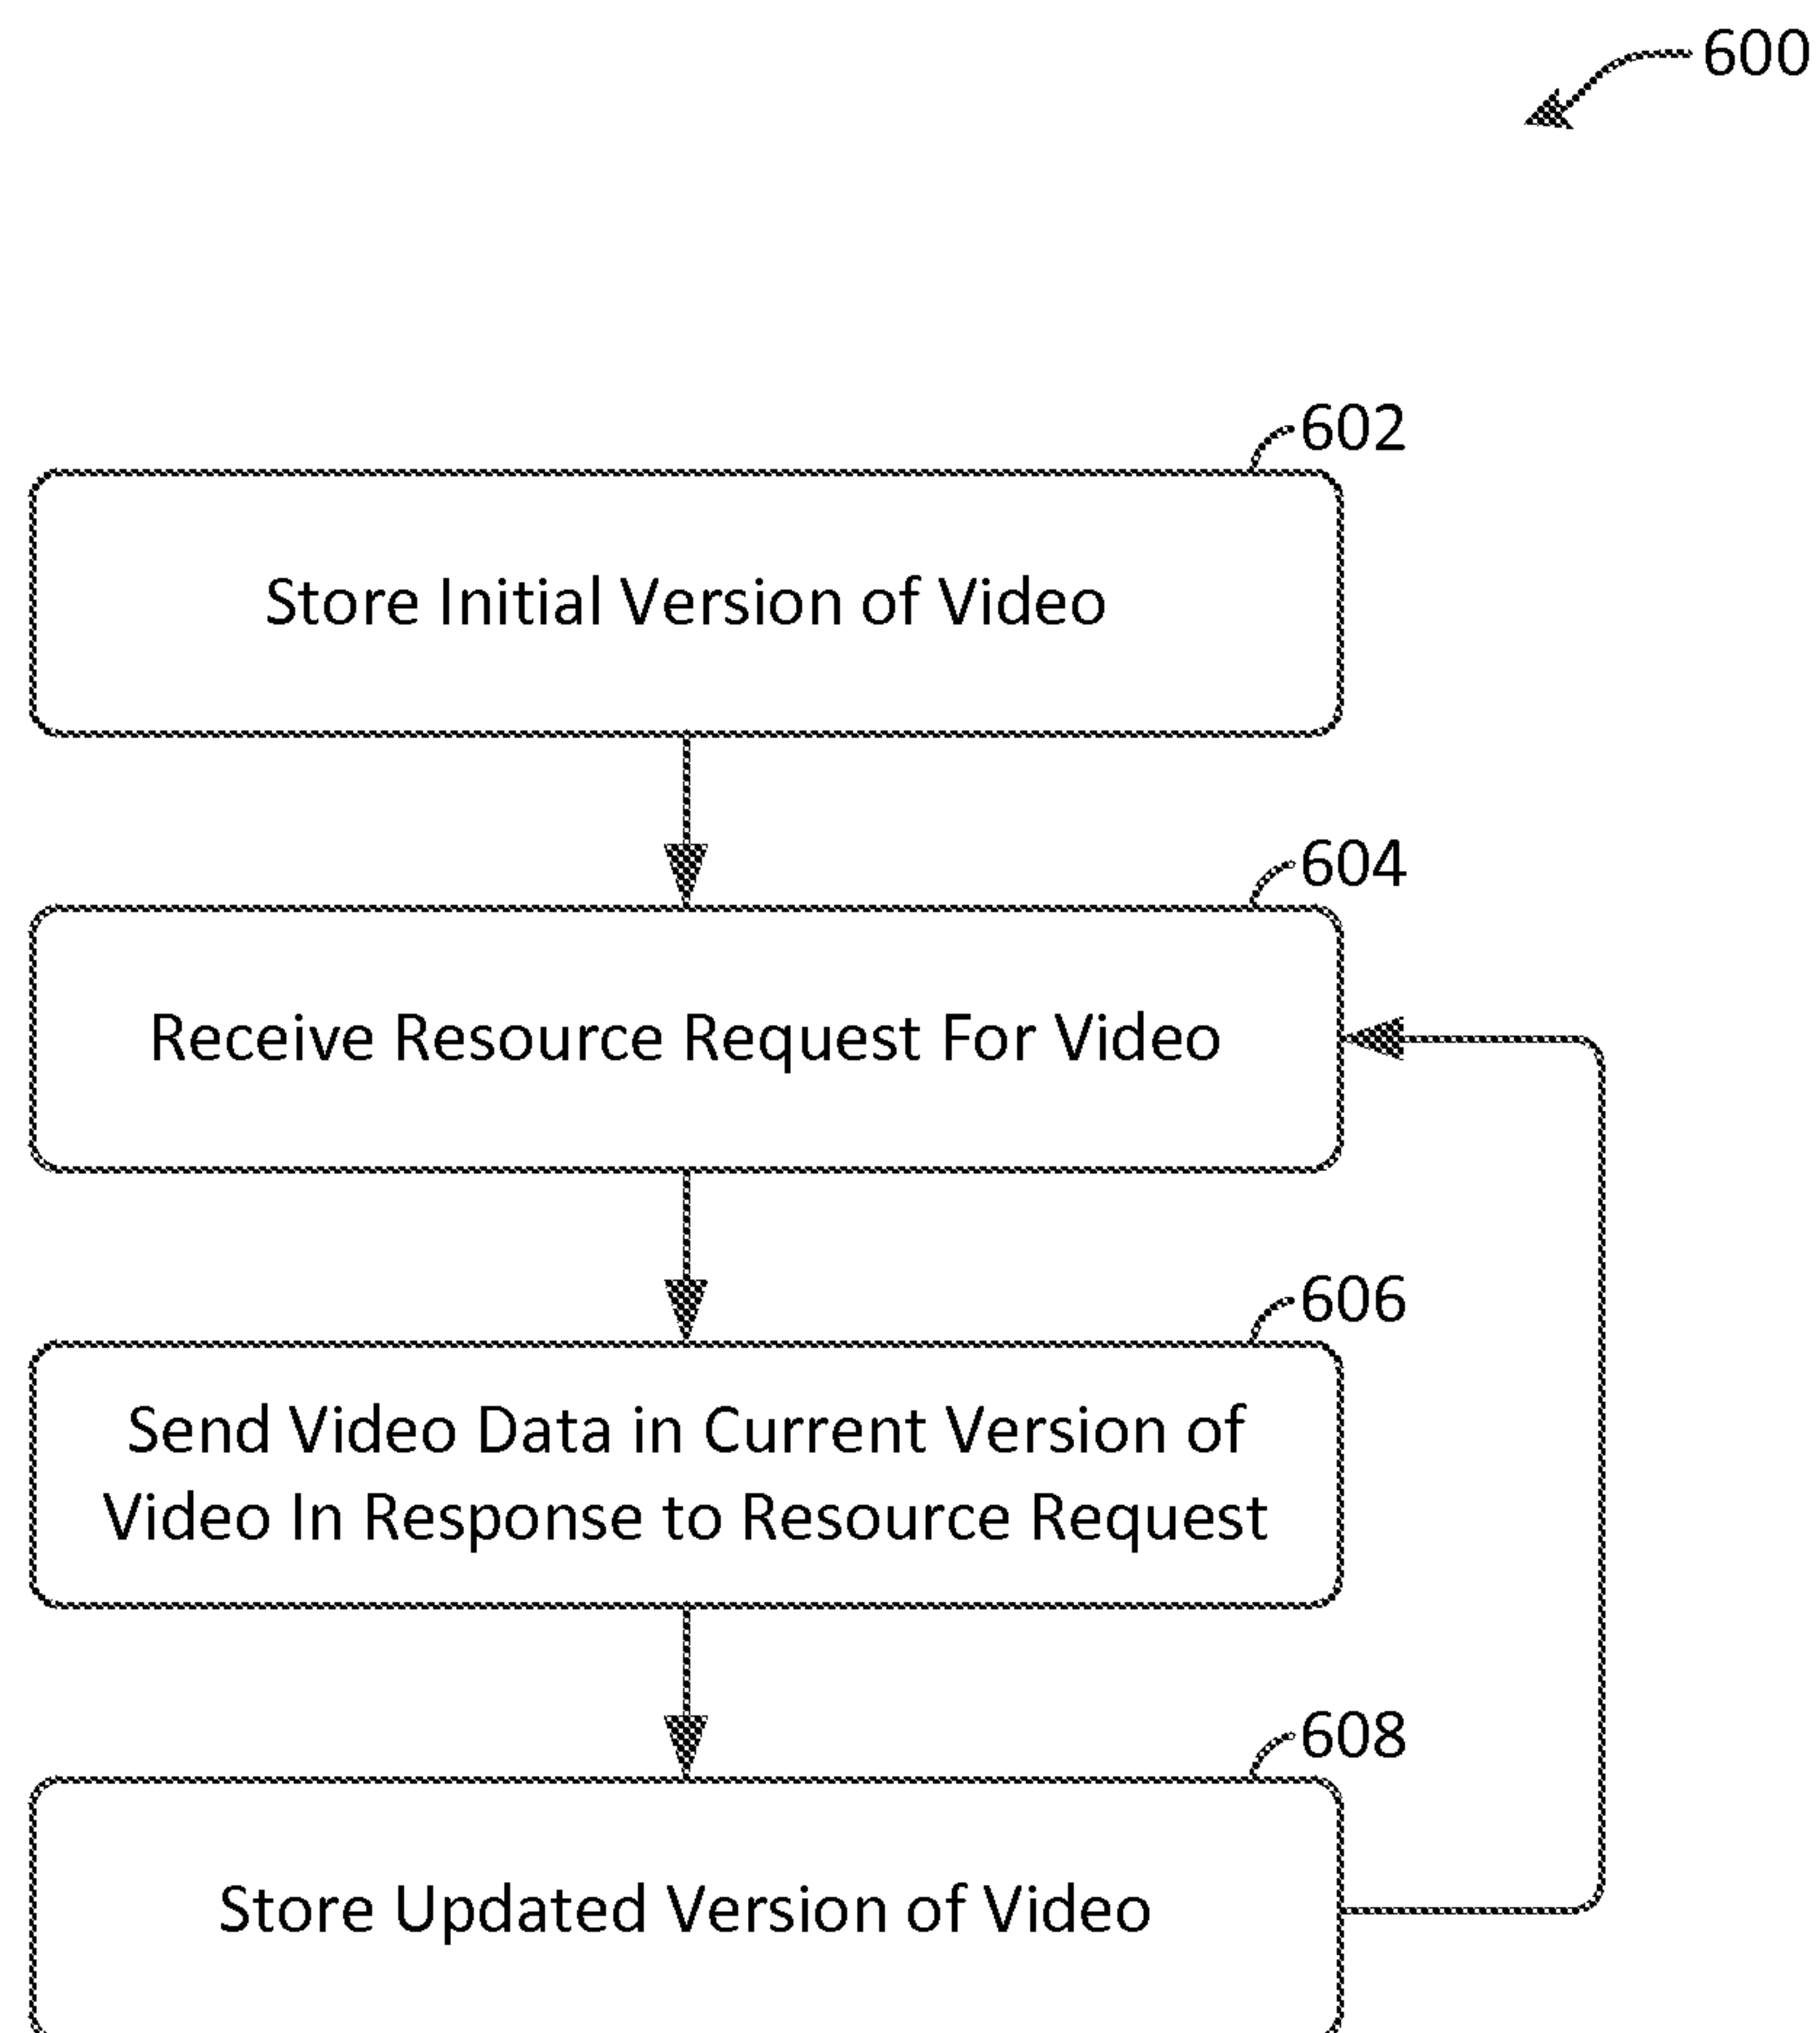 600
602
Store Initial Version of Video
604
Receive Resource Request For Video
606
Send Video Data in Current Version of
Video In Response to Resource Request
608
Store Updated Version of Video